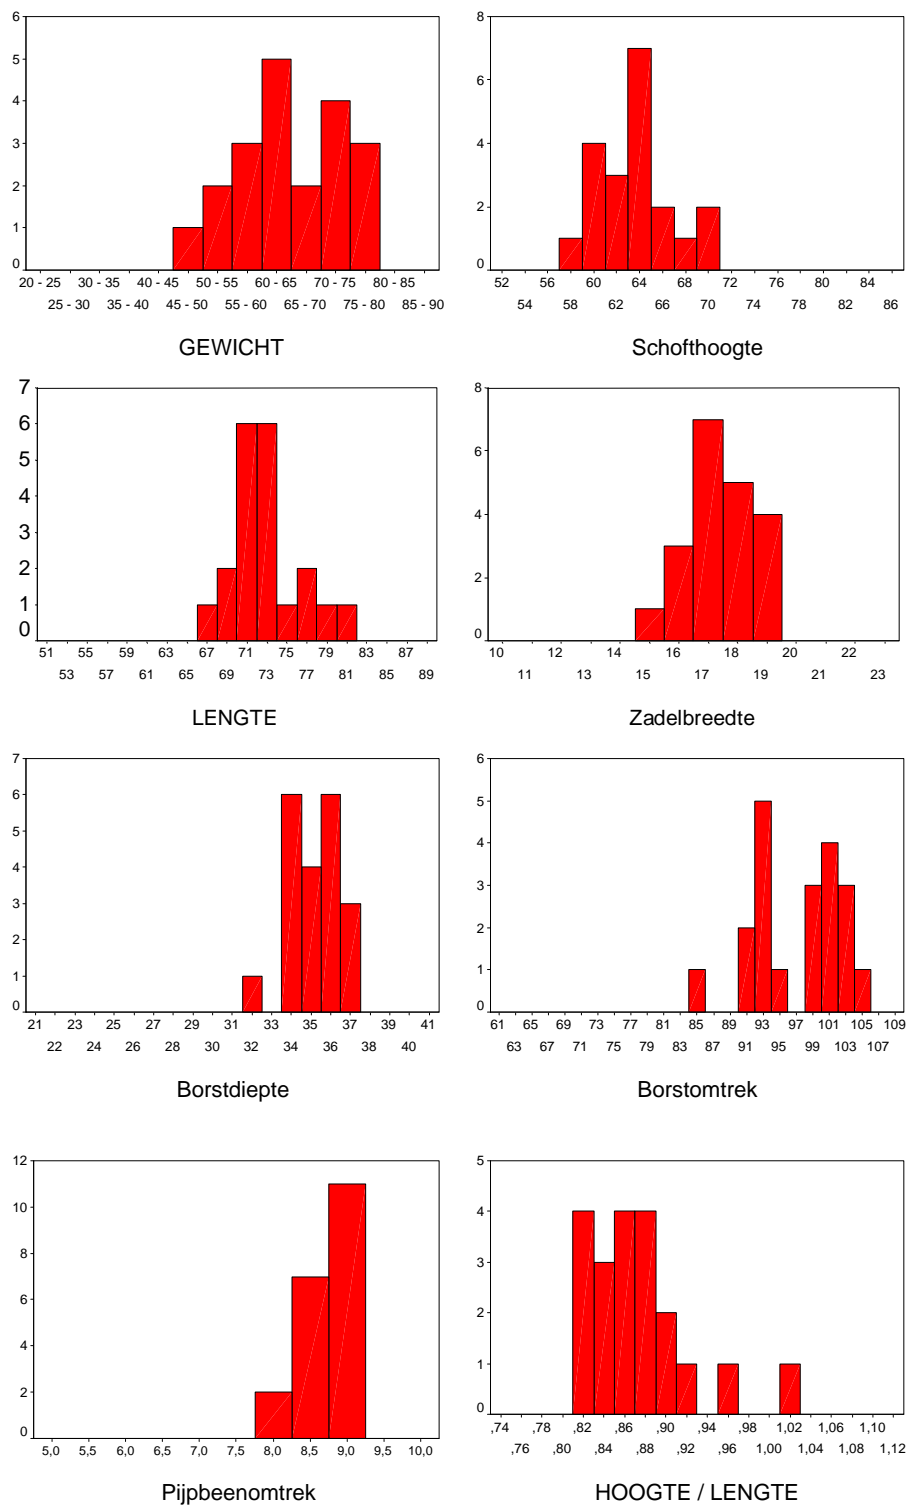 6
5
4
3
2
1
0
20 - 25 30 - 35 40 - 45 50 - 55 60 - 65 70 - 75 80 - 85
25 - 30 35 - 40 45 - 50 55 - 60 65 - 70 75 - 80 85 - 90
GEWICHT
8
6
4
2
0
52 56 60 64 68 72 76 80 84
54 58 62 66 70 74 78 82 86
Schofthoogte
7
6
5
4
3
2
1
0
51 55 59 63 67 71 75 79 83 87
53 57 61 65 69 73 77 81 85 89
LENGTE
8
6
4
2
0
10 12 14 16 18 20 22
11 13 15 17 19 21 23
Zadelbreedte
7
6
5
4
3
2
1
0
21 23 25 27 29 31 33 35 37 39 41
22 24 26 28 30 32 34 36 38 40
Borstdiepte
6
5
4
3
2
1
0
61 65 69 73 77 81 85 89 93 97 101 105 109
63 67 71 75 79 83 87 91 95 99 103 107
Borstomtrek
12
10
8
6
4
2
0
5,0 5,5 6,0 6,5 7,0 7,5 8,0 8,5 9,0 9,5 10,0
Pijpbeenomtrek
5
4
3
2
1
0
,74 ,78 ,82 ,86 ,90 ,94 ,98 1,02 1,06 1,10
,76 ,80 ,84 ,88 ,92 ,96 1,00 1,04 1,08 1,12
HOOGTE / LENGTE